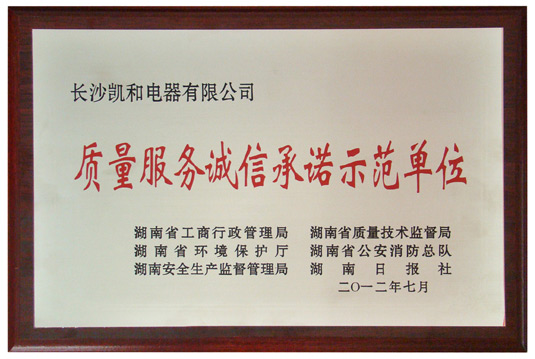 长沙凯和电器有限公司
质量服务诚信承诺示范单位
湖南省工商行政管理局 湖南省质量技术监督局
湖南省环境保护厅 湖南省公安消防总队
湖南安全生产监督管理局 湖南日报社
二〇一二年七月